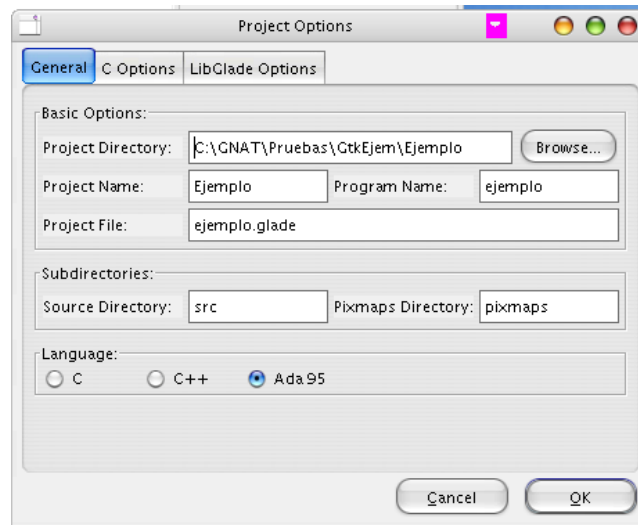 Project Options
General C Options LibGlade Options
Basic Options:
Project Directory: C:\GNAT\Pruebas\GtkEjem\Ejemplo Browse...
Project Name: Ejemplo Program Name: ejemplo
Project File: ejemplo.glade
Subdirectories:
Source Directory: src Pixmaps Directory: pixmaps
Language:
C C++ Ada 95
Cancel OK